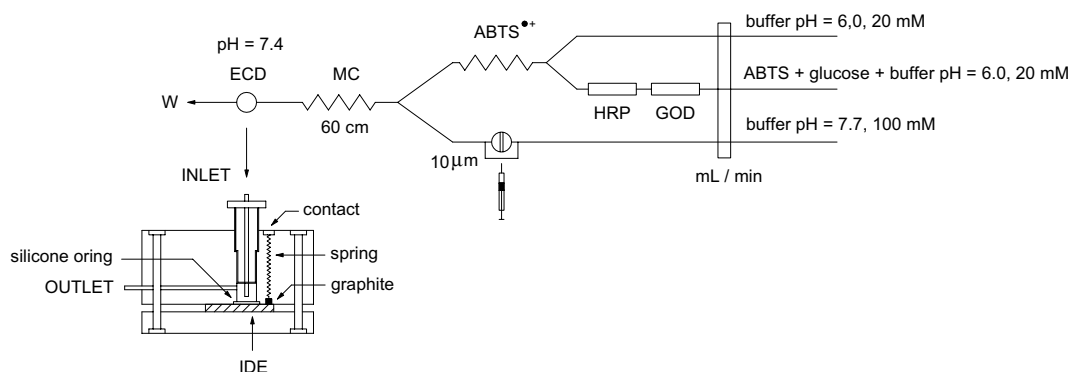 ABTS●+
buffer pH = 6,0, 20 mM
pH = 7.4
ECD
MC
ABTS + glucose + buffer pH = 6.0, 20 mM
W
60 cm
HRP
GOD
buffer pH = 7.7, 100 mM
10μm
mL / min
INLET
contact
silicone oring
spring
OUTLET
graphite
IDE